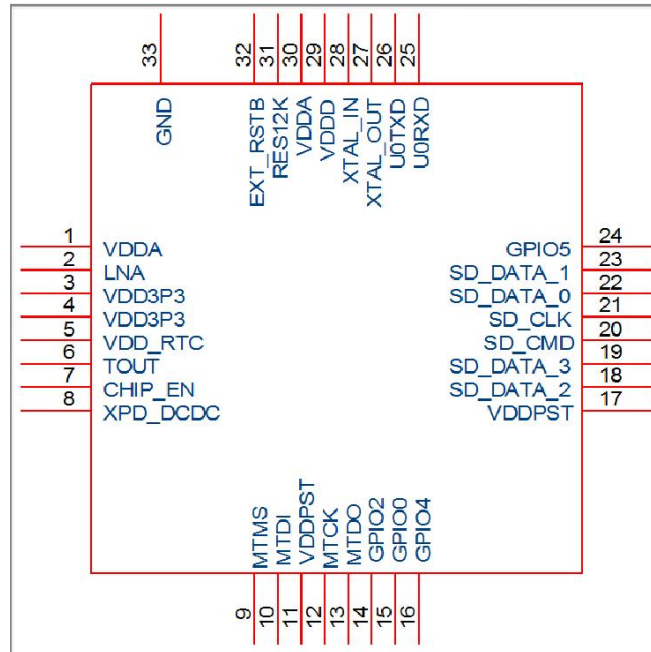 33 32 31 30 29 28 27 26 25
GND EXT_RSTB RES12K VDDA VDDD XTAL_IN XTAL_OUT U0TXD U0RXD
1 VDDA
2 LNA
3 VDD3P3
4 VDD3P3
5 VDD_RTC
6 TOUT
7 CHIP_EN
8 XPD_DCDC
GPIO5 24
SD_DATA_1 23
SD_DATA_0 22
SD_CLK 21
SD_CMD 20
SD_DATA_3 19
SD_DATA_2 18
VDDPST 17
MTMS MTDI VDDPST MTCK MTDO GPIO2 GPIO0 GPIO4
9 10 11 12 13 14 15 16